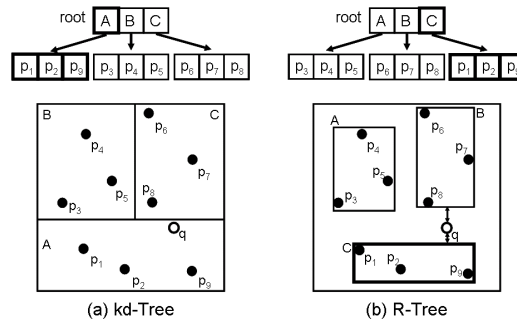 root A B C
root A B C
p1 p2 p9 p3 p4 p5 p6 p7 p8
p3 p4 p5 p6 p7 p8 p1 p2 p9
B C
p6
p4
p7
p5
p8
p3
q
A
p1
p2
p9
A
B
p6
p4
p7
p5
p3
p8
q
C
p1
p2
p9
(a) kd-Tree
(b) R-Tree